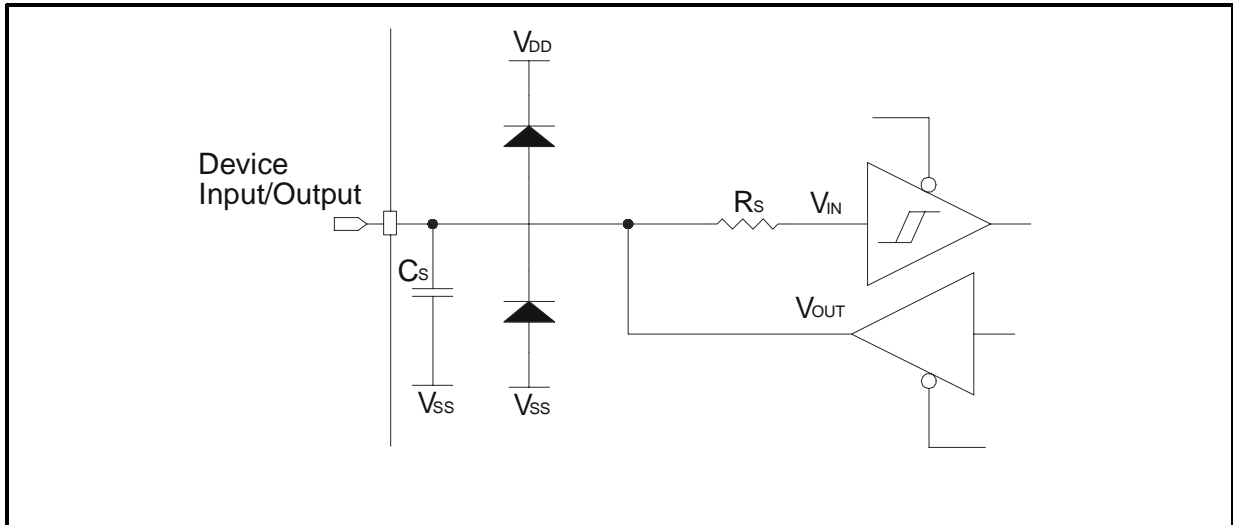 VDD
Device
Input/Output
RS
VIN
CS
VOUT
VSS
VSS